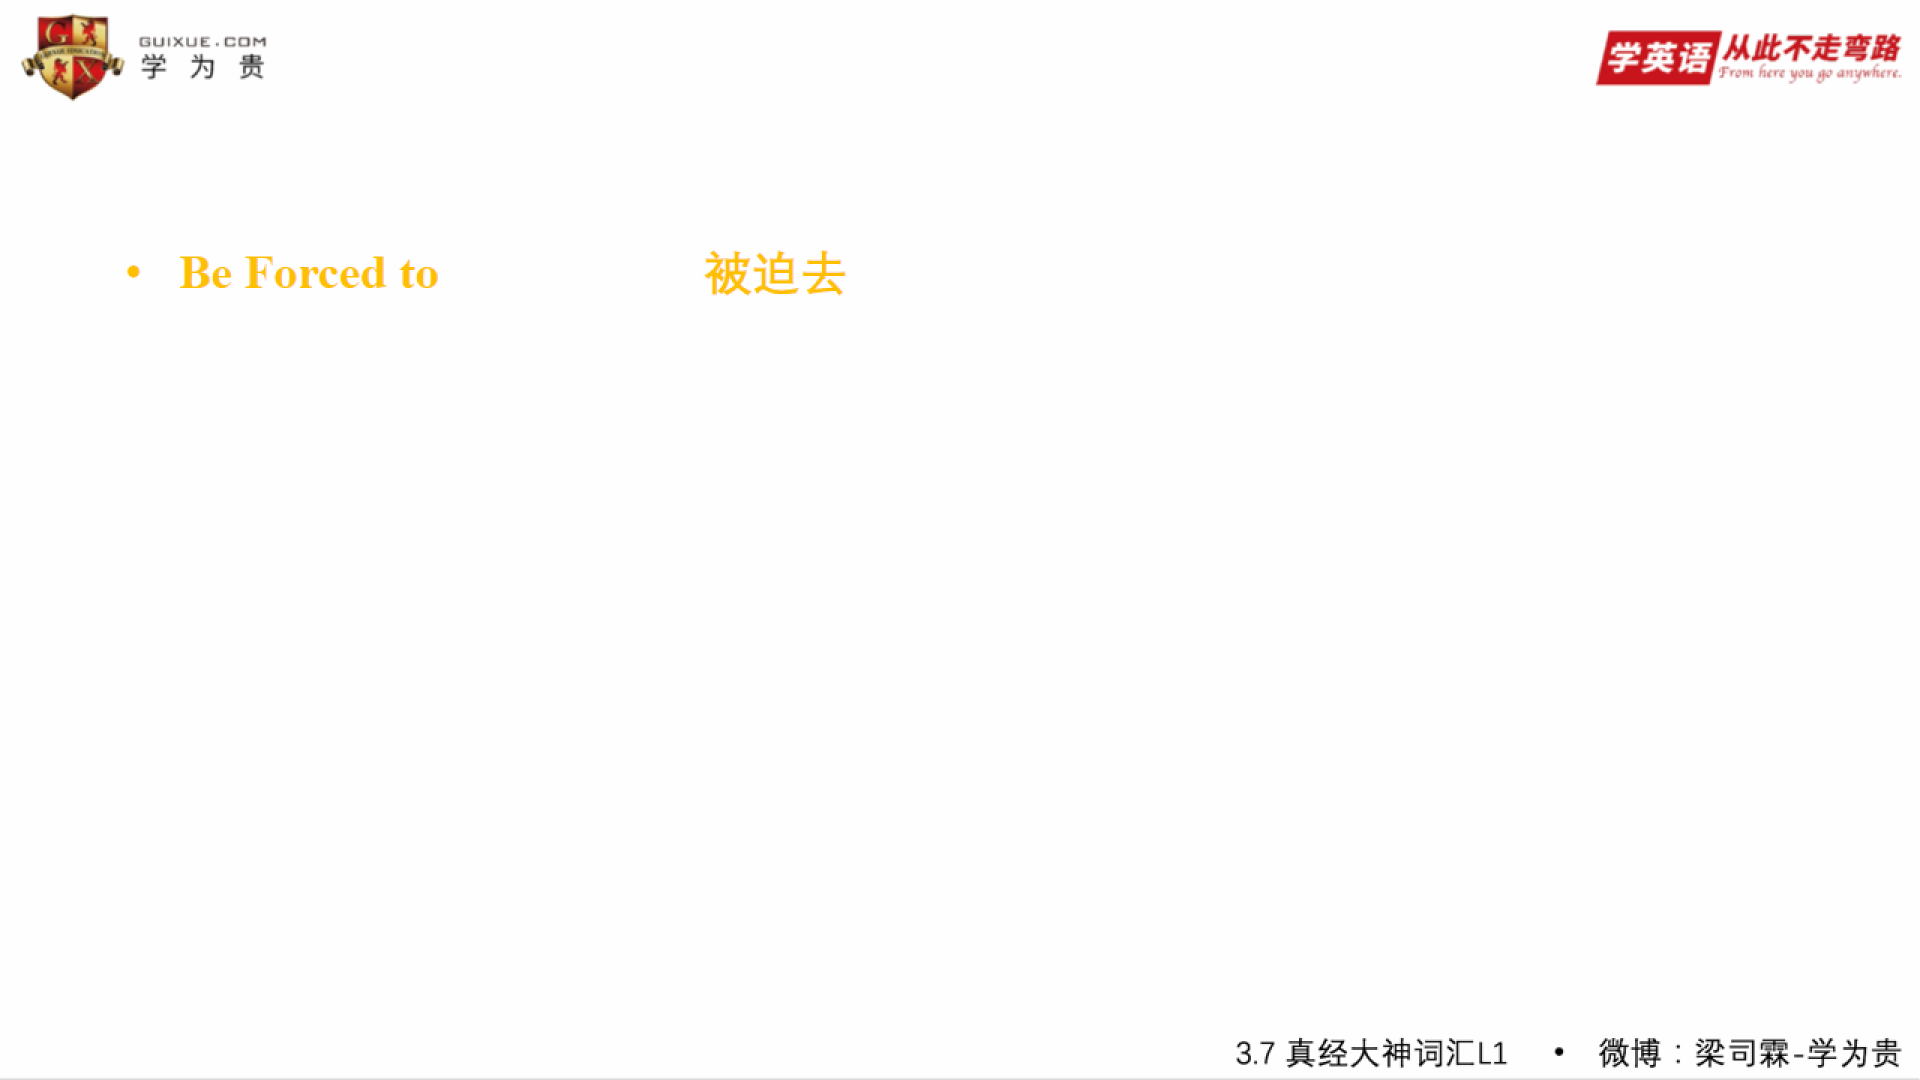 GUIXUE.COM
学为贵
学英语 从此不走弯路
From here you go anywhere.
• Be Forced to 被迫去
3.7 真经大神词汇L1 • 微博：梁司霖-学为贵